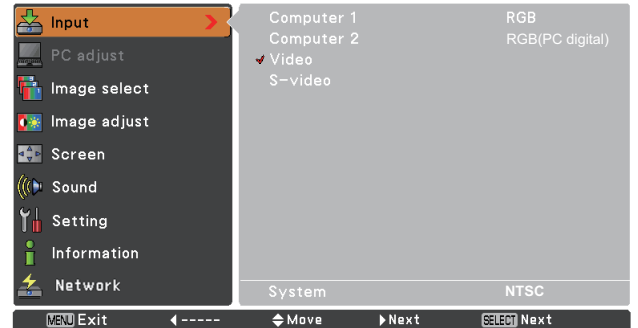 Input
PC adjust
Image select
Image adjust
Screen
Sound
Setting
Information
Network
Computer 1 RGB
Computer 2 RGB(PC digital)
Video
S-video
System NTSC
MENU Exit ----- Move Next SELECT Next